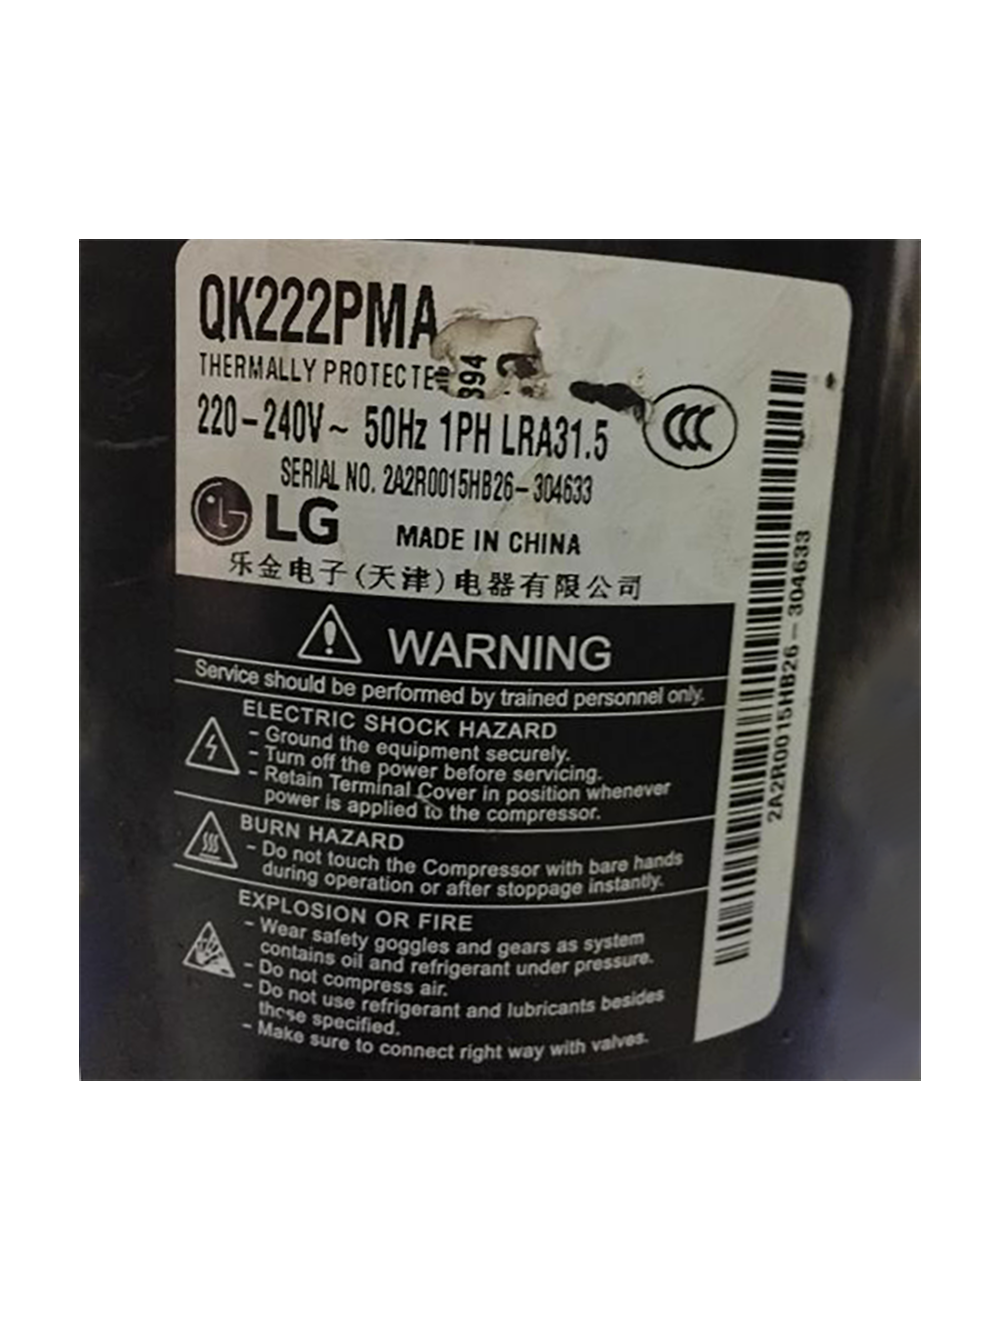 QK222PMA
THERMALLY PROTECTE
394
220-240V~ 50Hz 1PH LRA31.5
SERIAL NO. 2A2R0015HB26-304633
LG
MADE IN CHINA
乐金电子(天津)电器有限公司
2A2R0015HB26-304633
WARNING
Service should be performed by trained personnel only.
ELECTRIC SHOCK HAZARD
- Ground the equipment securely.
- Turn off the power before servicing.
- Retain Terminal Cover in position whenever
power is applied to the compressor.
BURN HAZARD
- Do not touch the Compressor with bare hands
during operation or after stoppage instantly.
EXPLOSION OR FIRE
- Wear safety goggles and gears as system
contains oil and refrigerant under pressure.
- Do not compress air.
- Do not use refrigerant and lubricants besides
those specified.
- Make sure to connect right way with valves.